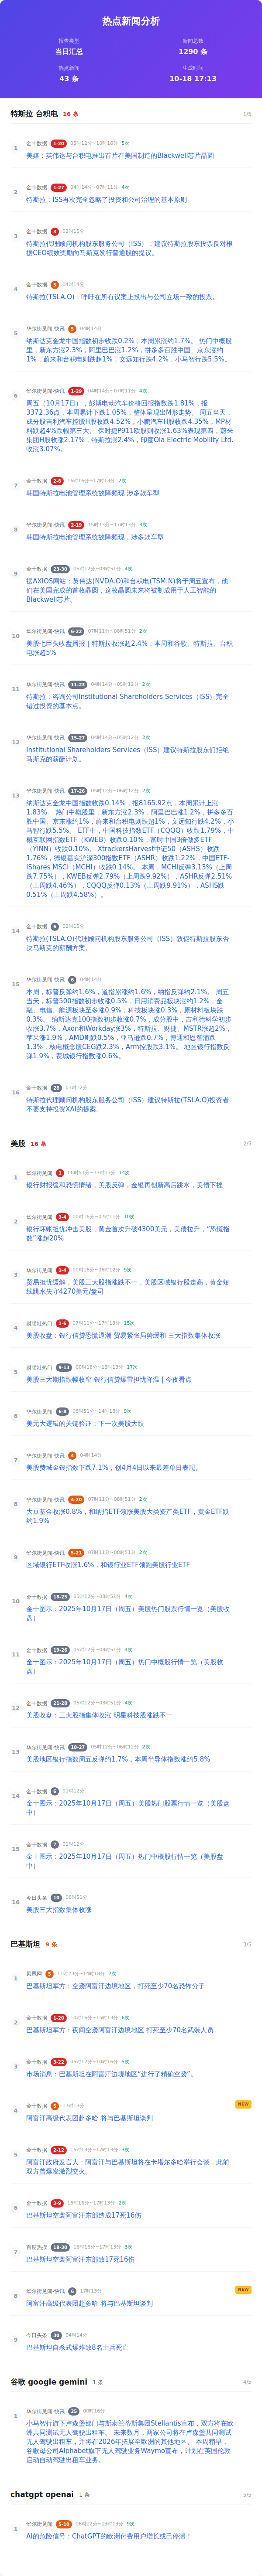 热点新闻分析
报告类型
新闻总数
当日汇总
1290 条
热点新闻
生成时间
43 条
10-18 17:13
特斯拉 台积电 16 条 1/5
1
金十数据 1-20 05时12分~10时16分 5次
美媒：英伟达与台积电推出首片在美国制造的Blackwell芯片晶圆
2
金十数据 1-27 04时14分~07时11分 4次
特斯拉：ISS再次完全忽略了投资和公司治理的基本原则
3
金十数据 3 02时15分
特斯拉代理顾问机构股东服务公司（ISS）：建议特斯拉股东投票反对根
据CEO绩效奖励向马斯克发行普通股的提议。
4
金十数据 5 04时14分
特斯拉(TSLA.O)：呼吁在所有议案上投出与公司立场一致的投票。
5
华尔街见闻-快讯 5 04时14分
纳斯达克金龙中国指数初步收跌0.2%，本周累涨约1.7%。 热门中概股
里，新东方涨2.3%，阿里巴巴涨1.2%，拼多多百胜中国、京东涨约
1%，蔚来和台积电则跌超1%，文远知行跌4.2%，小马智行跌5.5%。
6
华尔街见闻-快讯 1-29 04时14分~07时11分 4次
周五（10月17日），彭博电动汽车价格回报指数跌1.81%，报
3372.36点，本周累计下跌1.05%，整体呈现出M形走势。 周五当天，
成分股吉利汽车控股H股收跌4.52%，小鹏汽车H股收跌4.35%，MP材
料跌超4%跌幅第三大。 保时捷P911欧股则收涨1.63%表现第四，蔚来
集团H股收涨2.17%，特斯拉涨2.4%，印度Ola Electric Mobility Ltd.
收涨3.07%。
7
金十数据 2-8 16时16分~17时13分 2次
韩国特斯拉电池管理系统故障频现 涉多款车型
8
华尔街见闻-快讯 2-19 15时13分~17时13分 3次
韩国特斯拉电池管理系统故障频现，涉多款车型
9
金十数据 23-30 05时12分~08时51分 4次
据AXIOS网站：英伟达(NVDA.O)和台积电(TSM.N)将于周五宣布，他
们在美国完成的首枚晶圆，这枚晶圆未来将被制成用于人工智能的
Blackwell芯片。
10
华尔街见闻-快讯 6-22 07时11分~08时51分 2次
美股七巨头收盘播报｜特斯拉收涨超2.4%，本周和谷歌、特斯拉、台积
电涨超5%
11
华尔街见闻-快讯 11-23 04时14分~05时12分 2次
特斯拉：咨询公司Institutional Shareholders Services（ISS）完全
错过投资的基本点。
12
华尔街见闻-快讯 15-27 04时14分~05时12分 2次
Institutional Shareholders Services（ISS）建议特斯拉股东们拒绝
马斯克的薪酬计划。
13
华尔街见闻-快讯 17-26 05时12分~06时12分 2次
纳斯达克金龙中国指数收跌0.14%，报8165.92点，本周累计上涨
1.83%。 热门中概股里，新东方涨2.3%，阿里巴巴涨1.2%，拼多多百
胜中国、京东涨约1%，蔚来和台积电则跌超1%，文远知行跌4.2%，小
马智行跌5.5%。 ETF中，中国科技指数ETF（CQQQ）收跌1.79%，中
概互联网指数ETF（KWEB）收跌0.10%，富时中国3倍做多ETF
（YINN）收跌0.10%。 XtrackersHarvest中证50（ASHS）收跌
1.76%，德银嘉实沪深300指数ETF（ASHR）收跌1.22%，中国ETF-
iShares MSCI（MCHI）收跌0.14%。 本周，MCHI反弹3.13%（上周
跌7.75%），KWEB反弹2.79%（上周跌9.92%），ASHR反弹2.51%
（上周跌4.46%），CQQQ反弹0.13%（上周跌9.91%），ASHS跌
0.51%（上周跌4.58%）。
14
金十数据 6 02时15分
特斯拉(TSLA.O)代理顾问机构股东服务公司（ISS）敦促特斯拉股东否
决马斯克的薪酬方案。
15
华尔街见闻-快讯 6 04时14分
本周，标普反弹约1.6%，道指累涨约1.6%，纳指反弹约2.1%。 周五
当天，标普500指数初步收涨0.5%，日用消费品板块涨约1.2%，金
融、电信、能源板块至多涨0.9%，科技板块涨0.3%，原材料板块跌
0.3%。 纳斯达克100指数初步收涨0.7%，成分股中，吉利德科学初步
收涨3.7%，Axon和Workday涨3%，特斯拉、财捷、MSTR涨超2%，
苹果涨1.9%，AMD则跌0.5%，亚马逊跌0.7%，博通和恩智浦跌
1.3%，核电概念股CEG跌2.3%，Arm控股跌3.1%。 地区银行指数反
弹1.9%，费城银行指数涨0.6%。
16
金十数据 28 03时12分
特斯拉代理顾问机构股东服务公司（ISS）建议特斯拉(TSLA.O)投资者
不要支持投资XAI的提案。
美股 16 条 2/5
1
华尔街见闻 1 08时51分~17时13分 14次
银行财报缓和恐慌情绪，美股反弹，金银再创新高后跳水，美债下挫
2
华尔街见闻 3-4 00时16分~07时11分 10次
银行坏账担忧冲击美股，黄金首次升破4300美元，美债拉升，“恐慌指
数”涨超20%
3
华尔街见闻 1-4 00时16分~06时12分 9次
贸易担忧缓解，美股三大股指涨跌不一，美股区域银行股走高，黄金短
线跳水失守4270美元/盎司
4
财联社热门 1-6 07时11分~17时13分 15次
美股收盘：银行信贷恐慌退潮 贸易紧张局势缓和 三大指数集体收涨
5
财联社热门 9-13 00时16分~13时13分 17次
美股三大期指跌幅收窄 银行信贷爆雷担忧降温 | 今夜看点
6
华尔街见闻 6-8 08时51分~14时18分 9次
美元大逻辑的关键验证：下一次美股大跌
7
华尔街见闻-快讯 4 04时14分
美股费城金银指数下跌7.1%，创4月4日以来最差单日表现。
8
华尔街见闻-快讯 4-20 07时11分~08时51分 2次
大豆基金收涨0.8%，和纳指ETF领涨美股大类资产类ETF，黄金ETF跌
约1.9%
9
华尔街见闻-快讯 5-21 07时11分~08时51分 2次
区域银行ETF收涨1.6%，和银行业ETF领跑美股行业ETF
10
金十数据 18-25 05时12分~08时51分 4次
金十图示：2025年10月17日（周五）美股热门股票行情一览（美股收
盘）
11
金十数据 19-26 05时12分~08时51分 4次
金十图示：2025年10月17日（周五）热门中概股行情一览（美股收
盘）
12
金十数据 21-28 05时12分~08时51分 4次
美股收盘：三大股指集体收涨 明星科技股涨跌不一
13
华尔街见闻-快讯 18-27 05时12分~06时12分 2次
美股地区银行指数周五反弹约1.7%，本周半导体指数涨约5.8%
14
金十数据 6 01时12分
金十图示：2025年10月17日（周五）美股热门股票行情一览（美股盘
中）
15
金十数据 7 01时12分
金十图示：2025年10月17日（周五）热门中概股行情一览（美股盘
中）
16
今日头条 10 08时51分
美股三大指数集体收涨
巴基斯坦 9 条 3/5
1
凤凰网 5 11时23分~14时18分 7次
巴基斯坦军方：空袭阿富汗边境地区，打死至少70名恐怖分子
2
金十数据 1-20 10时16分~15时13分 6次
巴基斯坦军方：夜间空袭阿富汗边境地区 打死至少70名武装人员
3
金十数据 3-22 05时12分~10时16分 5次
市场消息：巴基斯坦在阿富汗边境地区“进行了精确空袭”。
4
金十数据 5 17时13分
NEW
阿富汗高级代表团赴多哈 将与巴基斯坦谈判
5
金十数据 2-12 15时13分~17时13分 3次
阿富汗政府发言人：阿富汗与巴基斯坦将在卡塔尔多哈举行会谈，此前
双方曾爆发激烈交火。
6
金十数据 3-9 16时16分~17时13分 2次
巴基斯坦空袭阿富汗东部造成17死16伤
7
百度热搜 18-30 16时16分~17时13分 3次
巴基斯坦空袭阿富汗东部致17死16伤
8
华尔街见闻-快讯 6 17时13分
NEW
阿富汗高级代表团赴多哈 将与巴基斯坦谈判
9
今日头条 30 04时14分
巴基斯坦自杀式爆炸致8名士兵死亡
谷歌 google gemini 1 条 4/5
1
华尔街见闻-快讯 25 00时16分
小马智行旗下卢森堡部门与斯泰兰蒂斯集团Stellantis宣布，双方将在欧
洲共同测试无人驾驶出租车。 未来数月，两家公司将在卢森堡共同测试
无人驾驶出租车，并将在2026年拓展至欧洲的其他地区。 本周稍早，
谷歌母公司Alphabet旗下无人驾驶业务Waymo宣布，计划在英国伦敦
启动自动驾驶出租车业务。
chatgpt openai 1 条 5/5
1
华尔街见闻 5-10 06时12分~13时13分 9次
AI的危险信号：ChatGPT的欧洲付费用户增长或已停滞！